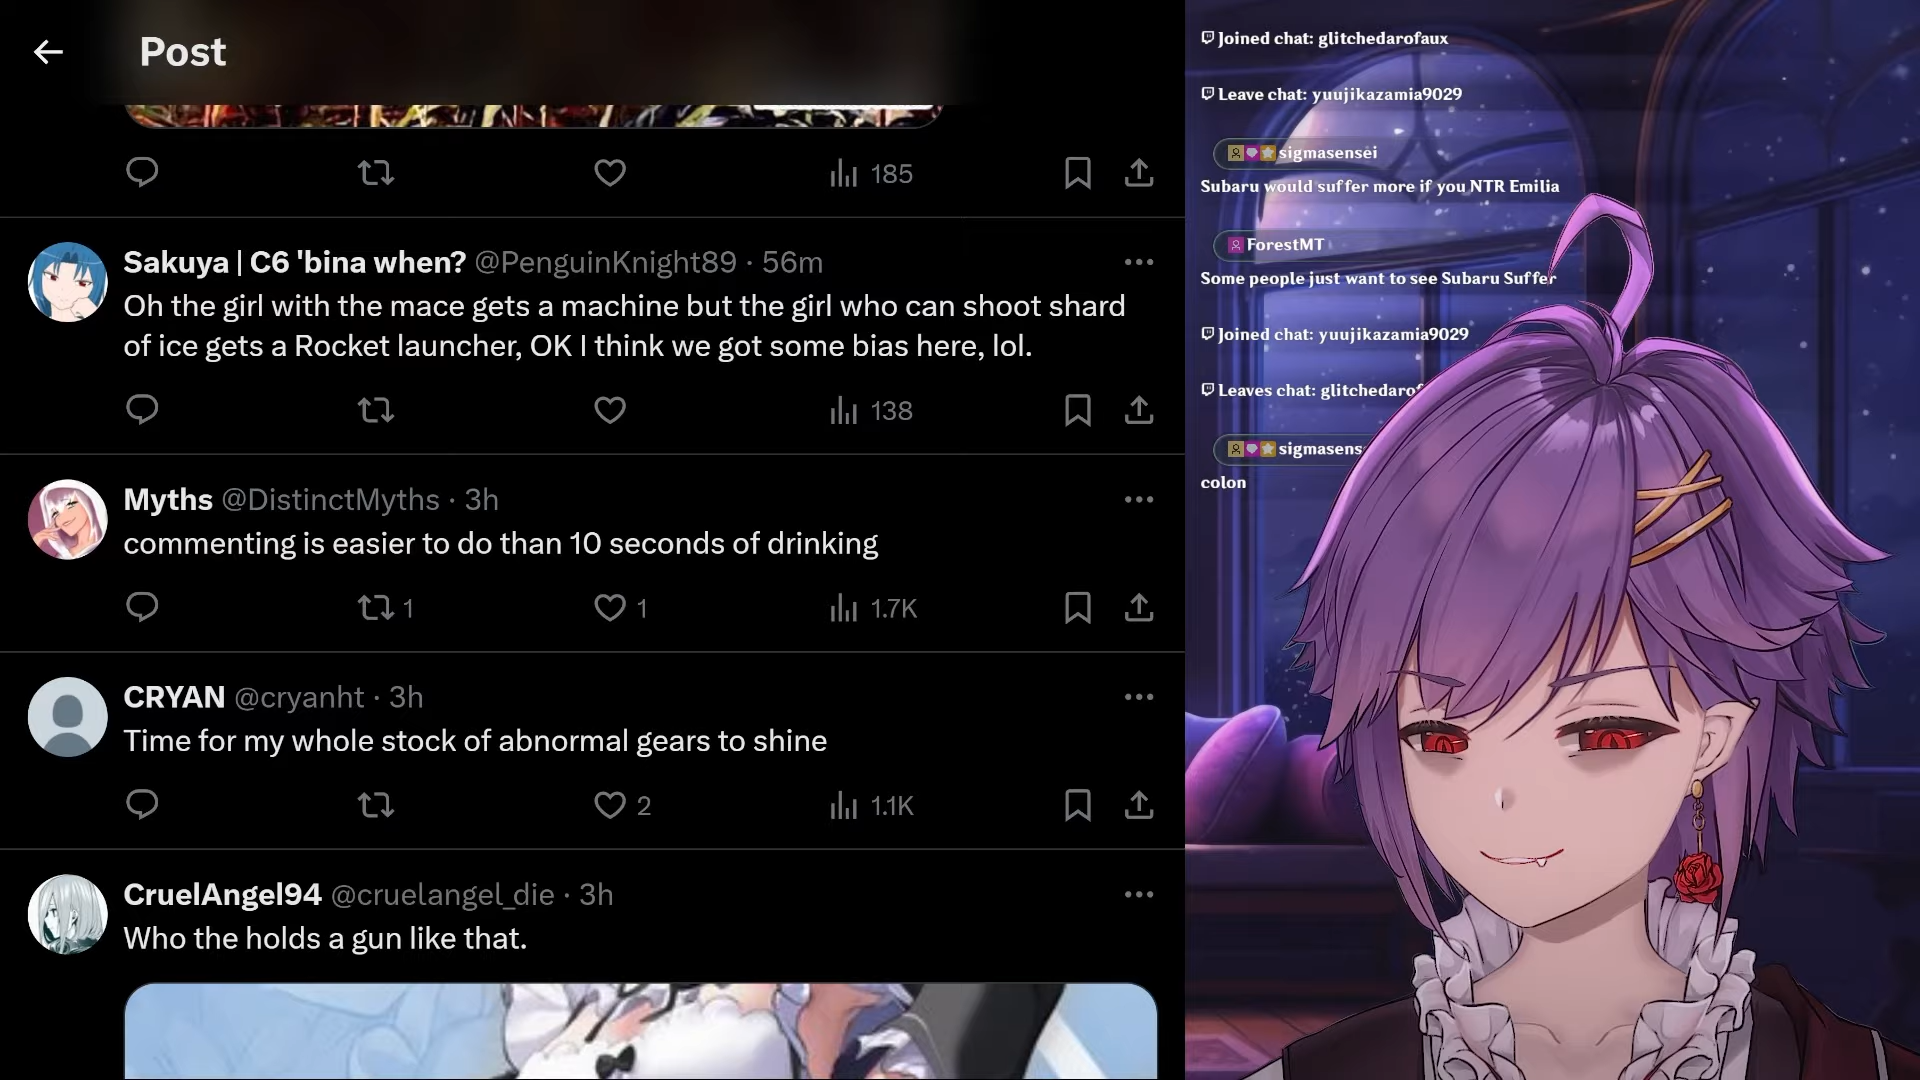 Post
185
Sakuya | C6 'bina when? @PenguinKnight89 · 56m
Oh the girl with the mace gets a machine but the girl who can shoot shard
of ice gets a Rocket launcher, OK I think we got some bias here, lol.
138
Myths @DistinctMyths · 3h
commenting is easier to do than 10 seconds of drinking
1 1 1.7K
CRYAN @cryanht · 3h
Time for my whole stock of abnormal gears to shine
2 1.1K
CruelAngel94 @cruelangel_die · 3h
Who the holds a gun like that.
Joined chat: glitchedarofaux
Leave chat: yuujikazamia9029
sigmasensei
Subaru would suffer more if you NTR Emilia
ForestMT
Some people just want to see Subaru Suffer
Joined chat: yuujikazamia9029
Leaves chat: glitchedarof
sigmasens
colon